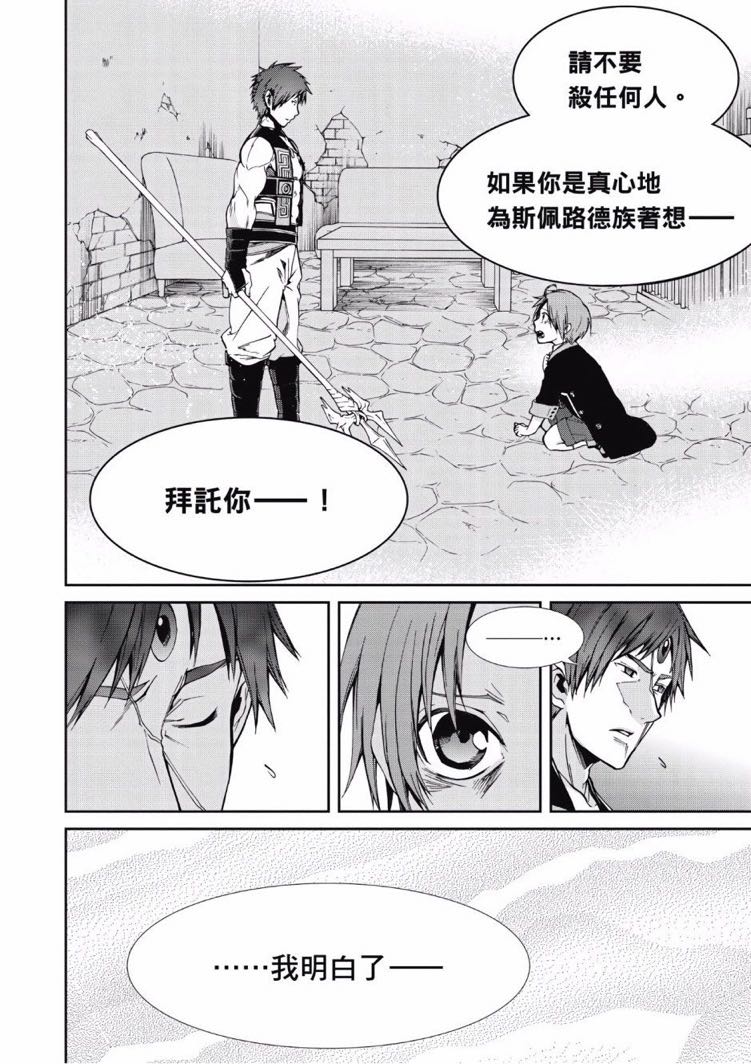 請不要
殺任何人。
如果你是真心地
為斯佩路德族著想——
拜託你——！
——…
……我明白了——